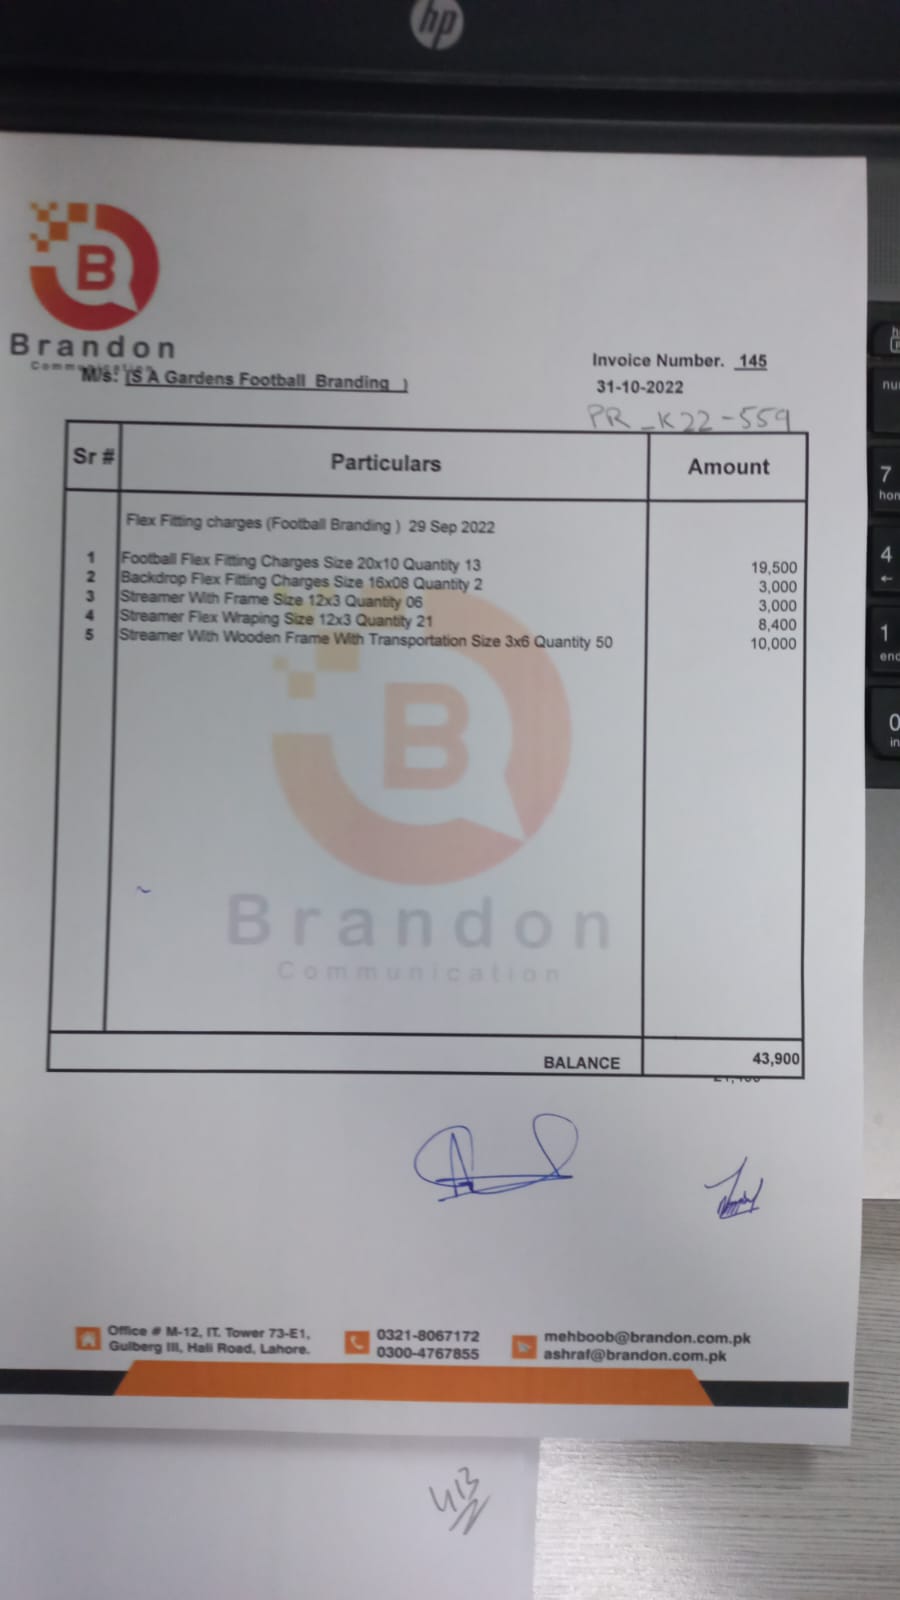 hp
B
Brandon
Communication
M/s. (S A Gardens Football Branding )
Invoice Number. 145
31-10-2022
PR_K22-559
Sr # Particulars Amount
Flex Fitting charges (Football Branding ) 29 Sep 2022
1 Football Flex Fitting Charges Size 20x10 Quantity 13 19,500
2 Backdrop Flex Fitting Charges Size 16x08 Quantity 2 3,000
3 Streamer With Frame Size 12x3 Quantity 06 3,000
4 Streamer Flex Wraping Size 12x3 Quantity 21 8,400
5 Streamer With Wooden Frame With Transportation Size 3x6 Quantity 50 10,000
B
Brandon
Communication
BALANCE 43,900
Office # M-12, IT. Tower 73-E1,
Gulberg III, Hali Road, Lahore.
0321-8067172
0300-4767855
mehboob@brandon.com.pk
ashraf@brandon.com.pk
7
4
1
0